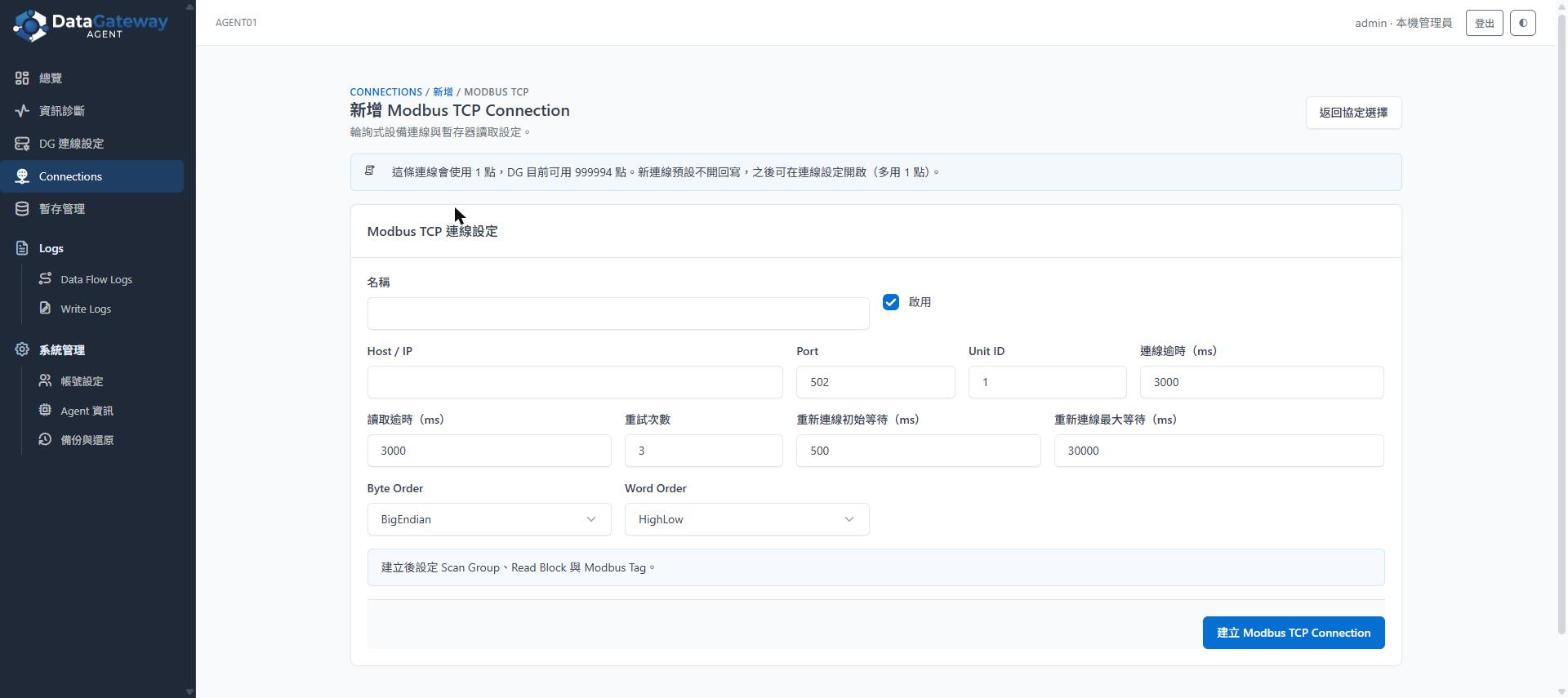 DataGateway
AGENT
AGENT01
admin · 本機管理員
登出
總覽
資訊診斷
DG 連線設定
Connections
暫存管理
Logs
Data Flow Logs
Write Logs
系統管理
帳號設定
Agent 資訊
備份與還原
CONNECTIONS / 新增 / MODBUS TCP
新增 Modbus TCP Connection
輪詢式設備連線與暫存器讀取設定。
返回協定選擇
這條連線會使用 1 點，DG 目前可用 999994 點。新連線預設不開回寫，之後可在連線設定開啟（多用 1 點）。
Modbus TCP 連線設定
名稱
啟用
Host / IP
Port
Unit ID
連線逾時（ms）
502
1
3000
讀取逾時（ms）
重試次數
重新連線初始等待（ms）
重新連線最大等待（ms）
3000
3
500
30000
Byte Order
Word Order
BigEndian
HighLow
建立後設定 Scan Group、Read Block 與 Modbus Tag。
建立 Modbus TCP Connection